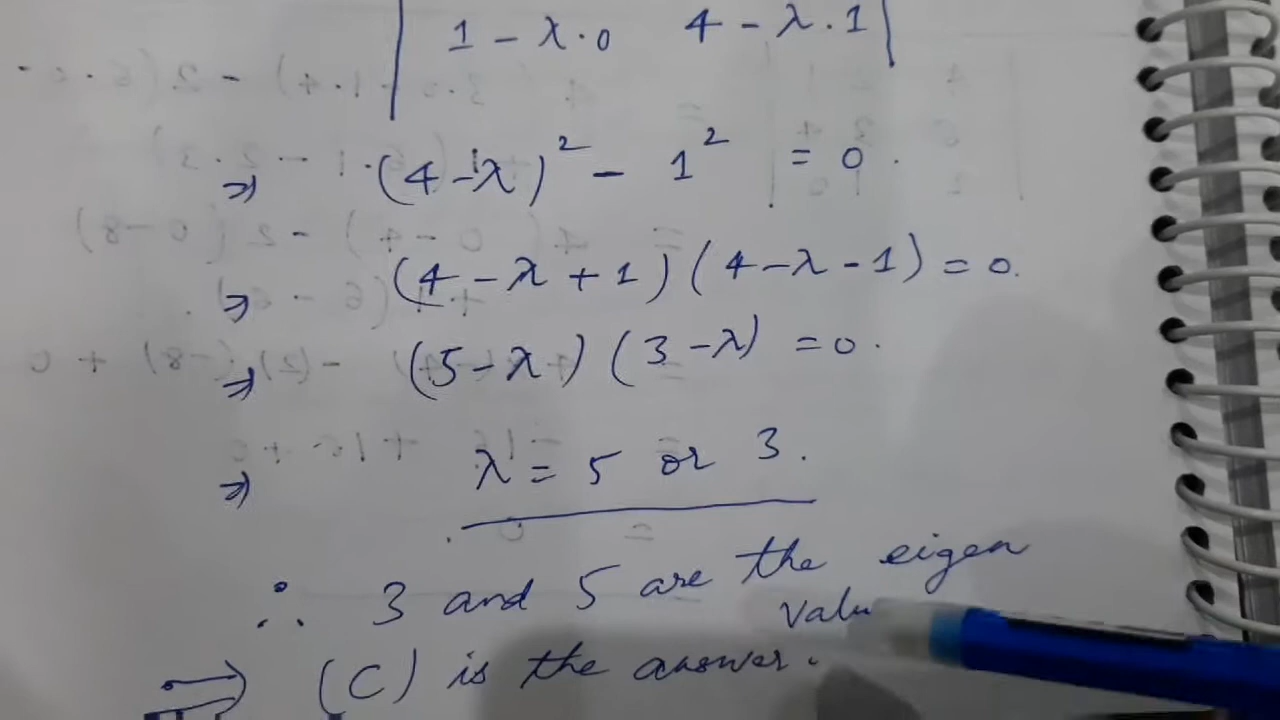 1 - λ·0 4 - λ.1
⇒ (4-λ)² - 1² = 0.
⇒ (4 - λ + 1) (4 - λ - 1) = 0.
⇒ (5 - λ) (3 - λ) = 0.
⇒ λ = 5 or 3.
∴ 3 and 5 are the eigen
valu
⇒ (C) is the answer.